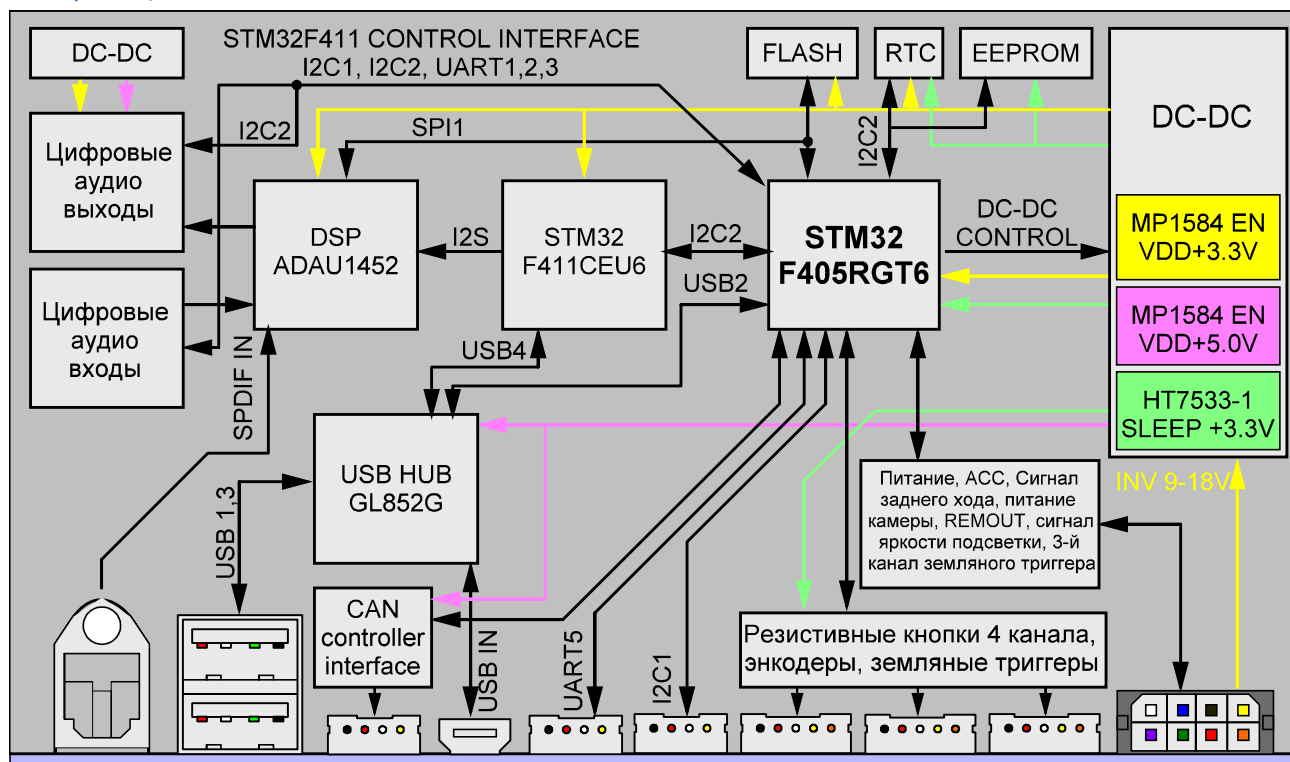 DC-DC
STM32F411 CONTROL INTERFACE
I2C1, I2C2, UART1,2,3
FLASH
RTC
EEPROM
DC-DC
I2C2
SPI1
I2C2
Цифровые
аудио
выходы
DSP
ADAU1452
I2S
STM32
F411CEU6
I2C2
STM32
F405RGT6
DC-DC
CONTROL
MP1584 EN
VDD+3.3V
MP1584 EN
VDD+5.0V
HT7533-1
SLEEP +3.3V
USB2
Цифровые
аудио
входы
SPDIF IN
USB4
USB HUB
GL852G
USB 1,3
Питание, ACC, Сигнал
заднего хода, питание
камеры, REMOUT, сигнал
яркости подсветки, 3-й
канал земляного триггера
INV 9-18V
CAN
controller
interface
USB IN
UART5
I2C1
Резистивные кнопки 4 канала,
энкодеры, земляные триггеры